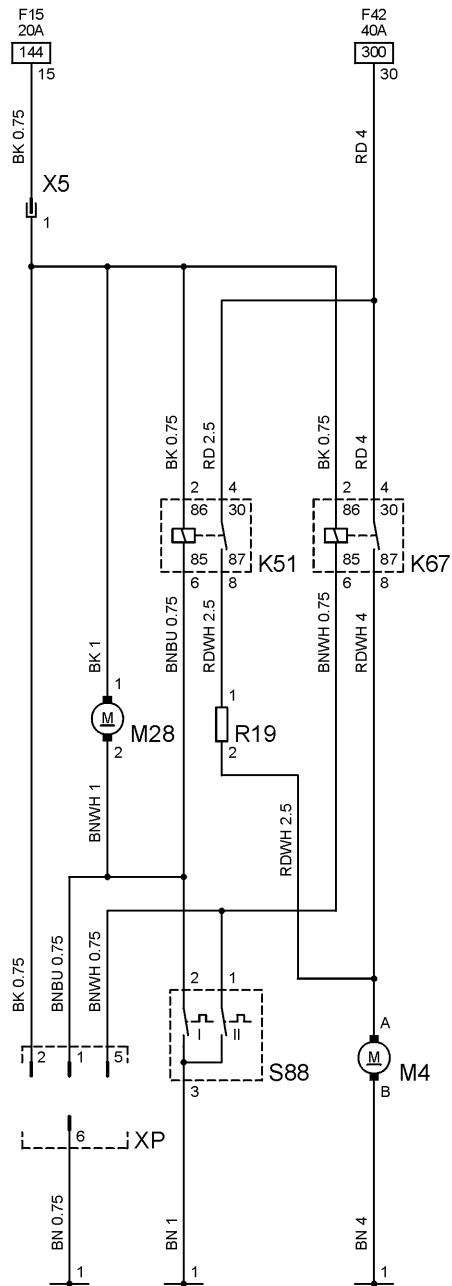 F15 F42
20A 40A
144 300
15 30
BK 0.75 RD 4
X5
1
BK 0.75 RD 2.5 BK 0.75 RD 4
2 4 2 4
86 30 86 30
85 87 85 87
K51 K67
6 8 6 8
BK 1 BNBU 0.75 RDWH 2.5 BNWH 0.75 RDWH 4
1 1
M M28 R19
2 2
BNWH 1 RDWH 2.5
BK 0.75 BNBU 0.75 BNWH 0.75
2 1
A
I II
2 1 5 M M4
S88
3 B
6 XP
BN 0.75 BN 1 BN 4
1 1 1